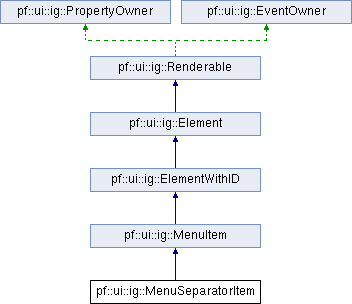 pf::ui::ig::PropertyOwner
pf::ui::ig::EventOwner
pf::ui::ig::Renderable
pf::ui::ig::Element
pf::ui::ig::ElementWithID
pf::ui::ig::MenuItem
pf::ui::ig::MenuSeparatorItem